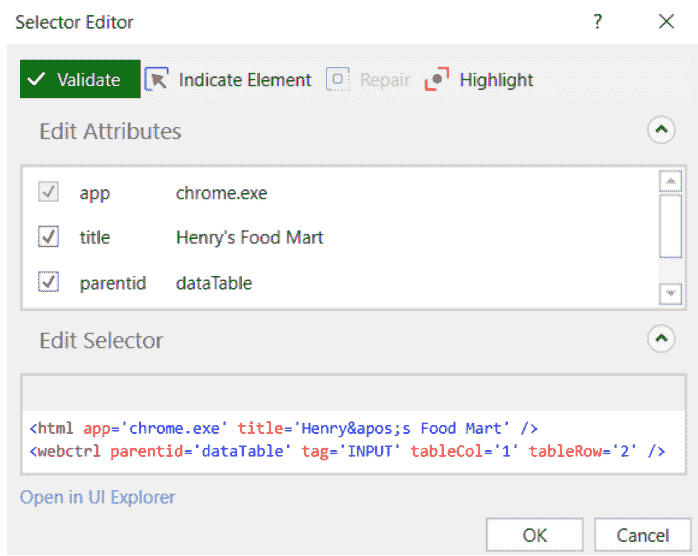 Selector Editor ?
Validate Indicate Element Repair Highlight
Edit Attributes
app chrome.exe
title Henry's Food Mart
parentid dataTable
Edit Selector
<html app='chrome.exe' title='Henry&apos;s Food Mart' />
<webctrl parentid='dataTable' tag='INPUT' tableCol='1' tableRow='2' />
Open in UI Explorer
OK Cancel